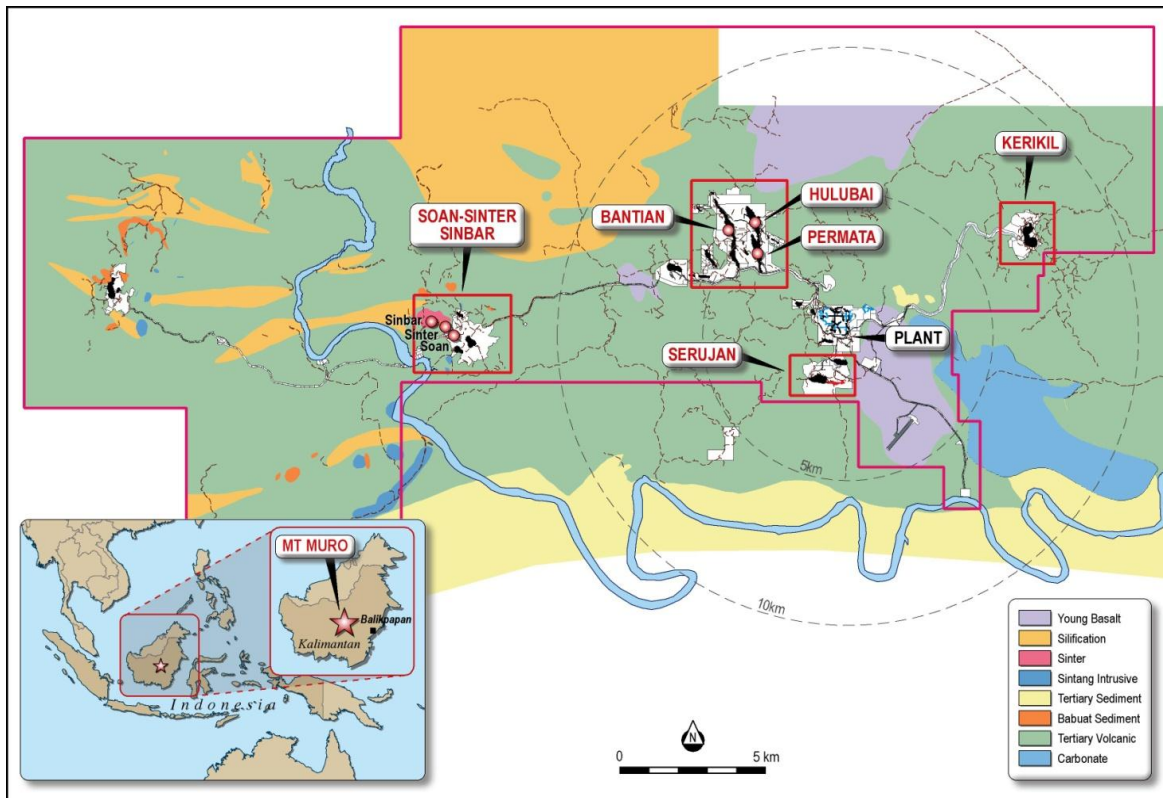 KERIKIL
HULUBAI
BANTIAN
PERMATA
SOAN-SINTER
SINBAR
Sinbar
Sinter
Soan
PLANT
SERUJAN
5km
10km
MT MURO
Balikpapan
Kalimantan
Indonesia
N
0 5 km
Young Basalt
Silification
Sinter
Sintang Intrusive
Tertiary Sediment
Babuat Sediment
Tertiary Volcanic
Carbonate